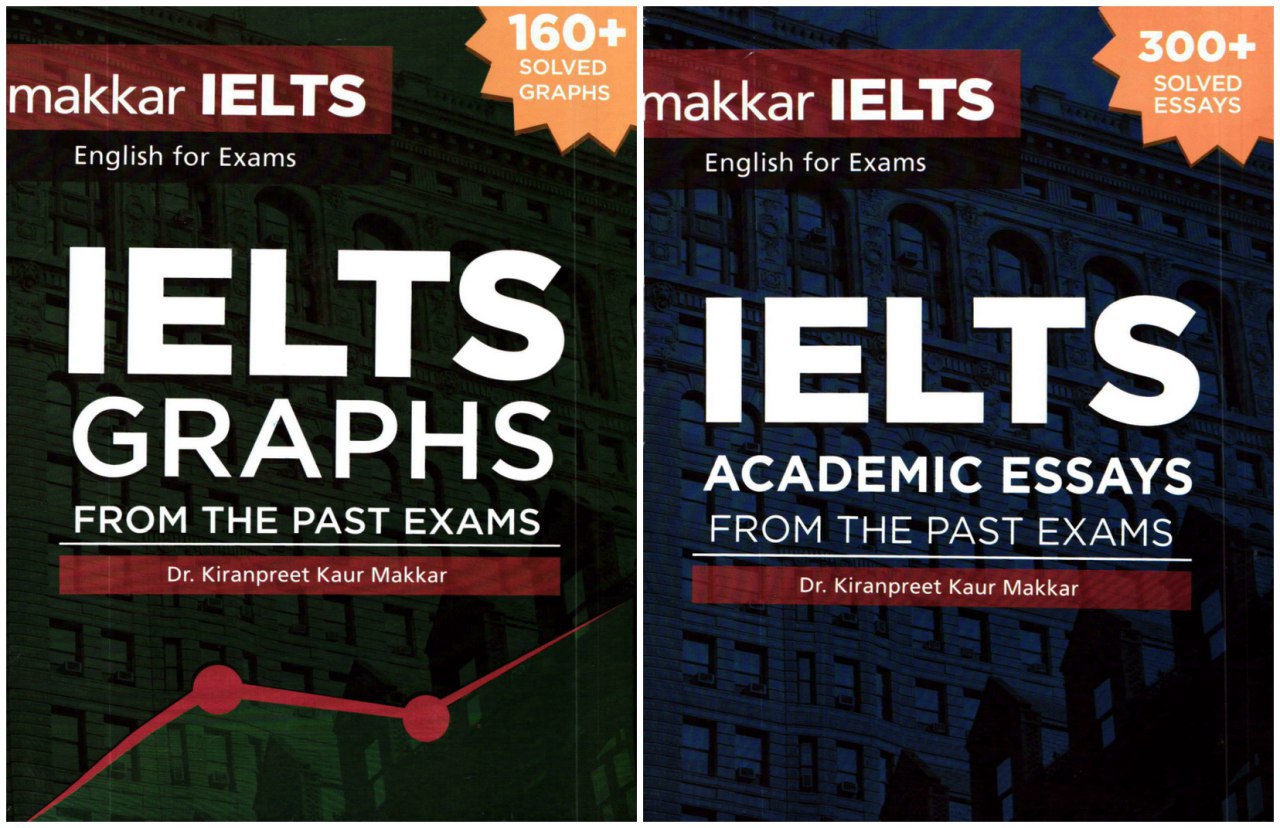 160+
SOLVED
GRAPHS
makkar IELTS
English for Exams
IELTS
GRAPHS
FROM THE PAST EXAMS
Dr. Kiranpreet Kaur Makkar
300+
SOLVED
ESSAYS
makkar IELTS
English for Exams
IELTS
ACADEMIC ESSAYS
FROM THE PAST EXAMS
Dr. Kiranpreet Kaur Makkar